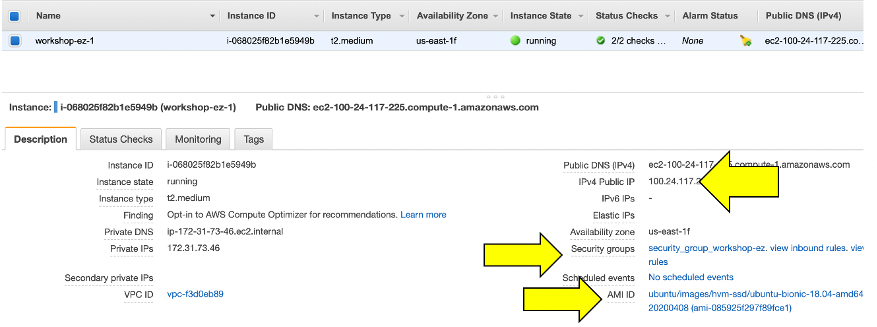 Name Instance ID Instance Type Availability Zone Instance State Status Checks Alarm Status Public DNS (IPv4)
workshop-ez-1 i-068025f82b1e5949b t2.medium us-east-1f running 2/2 checks ... None ec2-100-24-117-225.co...
Instance: i-068025f82b1e5949b (workshop-ez-1) Public DNS: ec2-100-24-117-225.compute-1.amazonaws.com
Description Status Checks Monitoring Tags
Instance ID i-068025f82b1e5949b
Instance state running
Instance type t2.medium
Finding Opt-in to AWS Compute Optimizer for recommendations. Learn more
Private DNS ip-172-31-73-46.ec2.internal
Private IPs 172.31.73.46
Secondary private IPs
VPC ID vpc-f3d0eb89
Public DNS (IPv4) ec2-100-24-117-225.compute-1.amazonaws.com
IPv4 Public IP 100.24.117.2
IPv6 IPs -
Elastic IPs
Availability zone us-east-1f
Security groups security_group_workshop-ez. view inbound rules. view
rules
Scheduled events No scheduled events
AMI ID ubuntu/images/hvm-ssd/ubuntu-bionic-18.04-amd64
20200408 (ami-085925f297f89fce1)